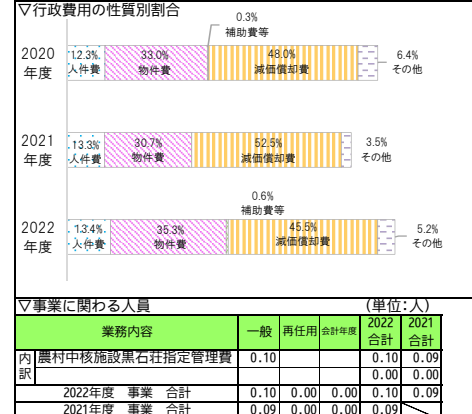 ▽行政費用の性質別割合
0.3%
補助費等
2020
年度
12.3%
人件費
33.0%
物件費
48.0%
減価償却費
6.4%
その他
2021
年度
13.3%
人件費
30.7%
物件費
52.5%
減価償却費
3.5%
その他
0.6%
補助費等
2022
年度
13.4%
人件費
35.3%
物件費
45.5%
減価償却費
5.2%
その他
▽事業に関わる人員 (単位:人)
業務内容 一般 再任用 会計年度 2022合計 2021合計
内訳 農村中核施設黒石荘指定管理費 0.10 0.10 0.09
0.00 0.00
2022年度 事業 合計 0.10 0.00 0.00 0.10 0.09
2021年度 事業 合計 0.09 0.00 0.00 0.09